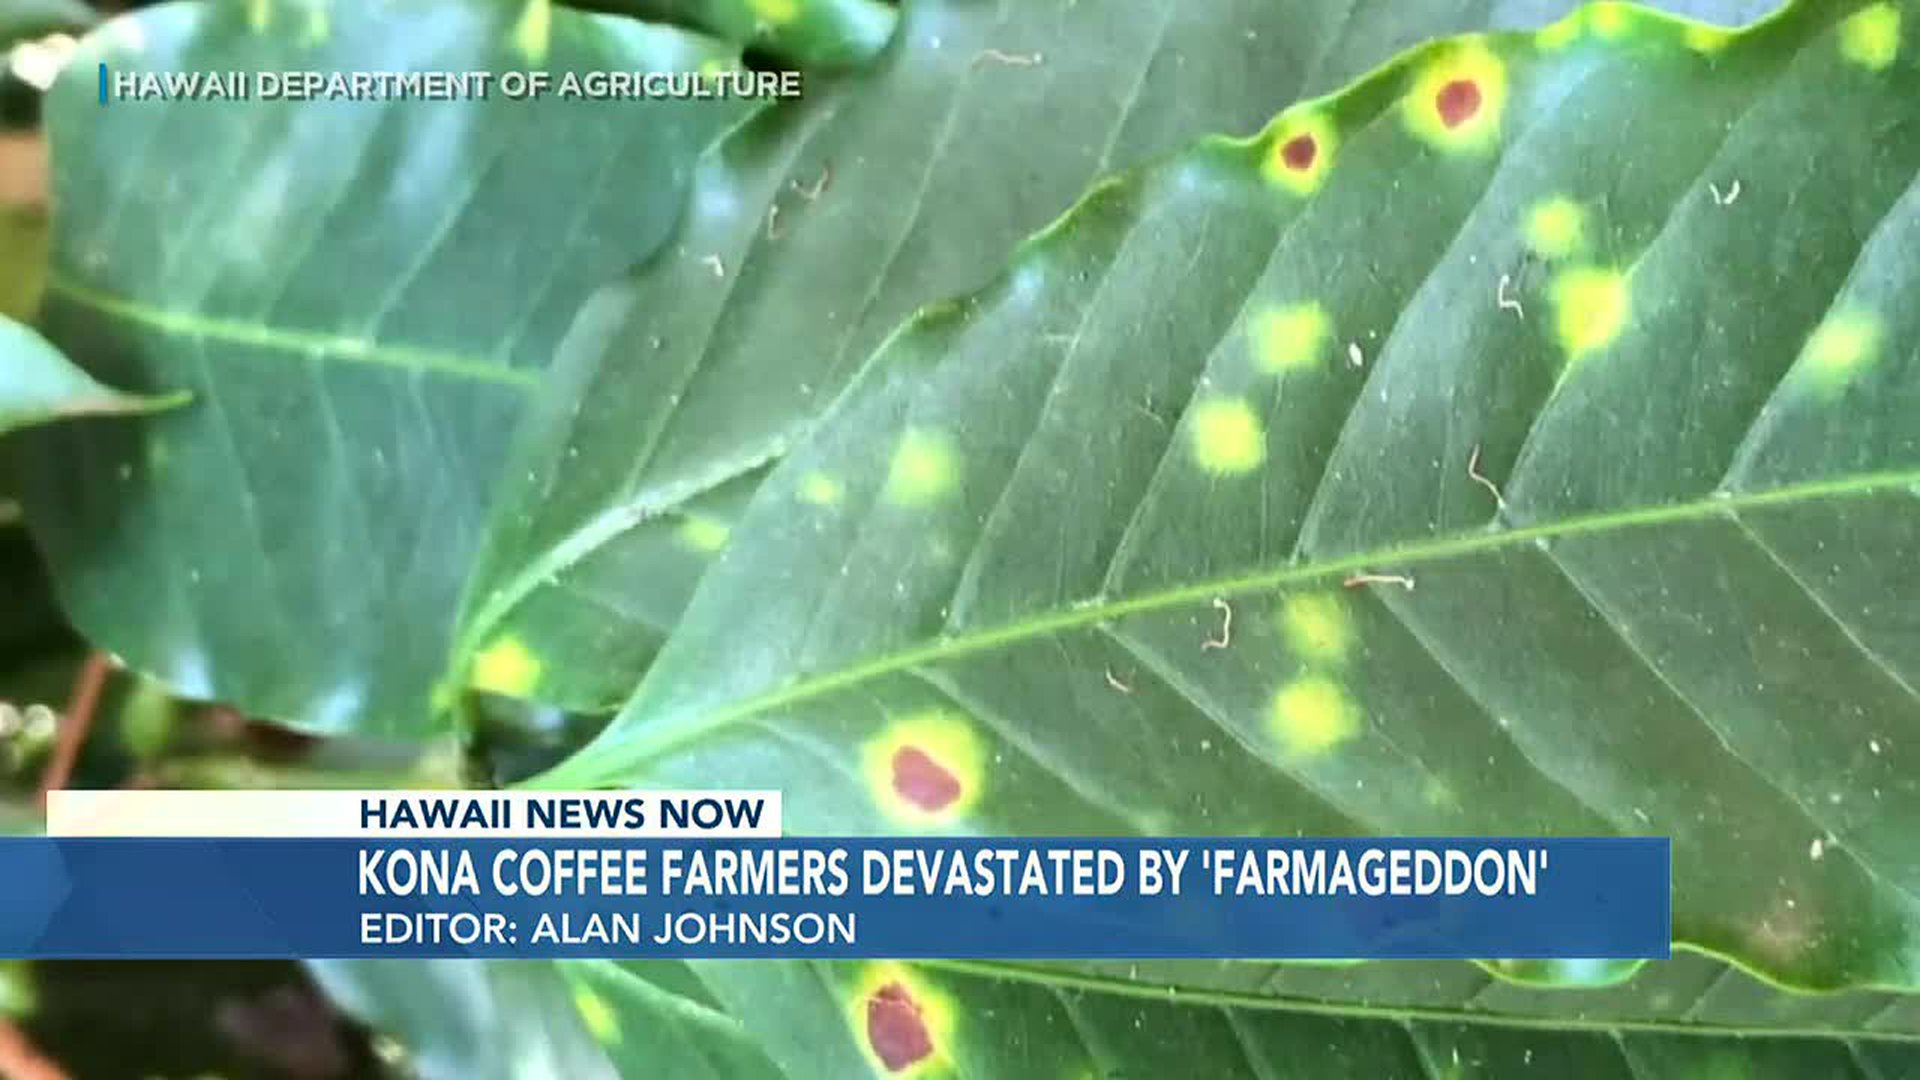 HAWAII DEPARTMENT OF AGRICULTURE
HAWAII NEWS NOW
KONA COFFEE FARMERS DEVASTATED BY 'FARMAGEDDON'
EDITOR: ALAN JOHNSON